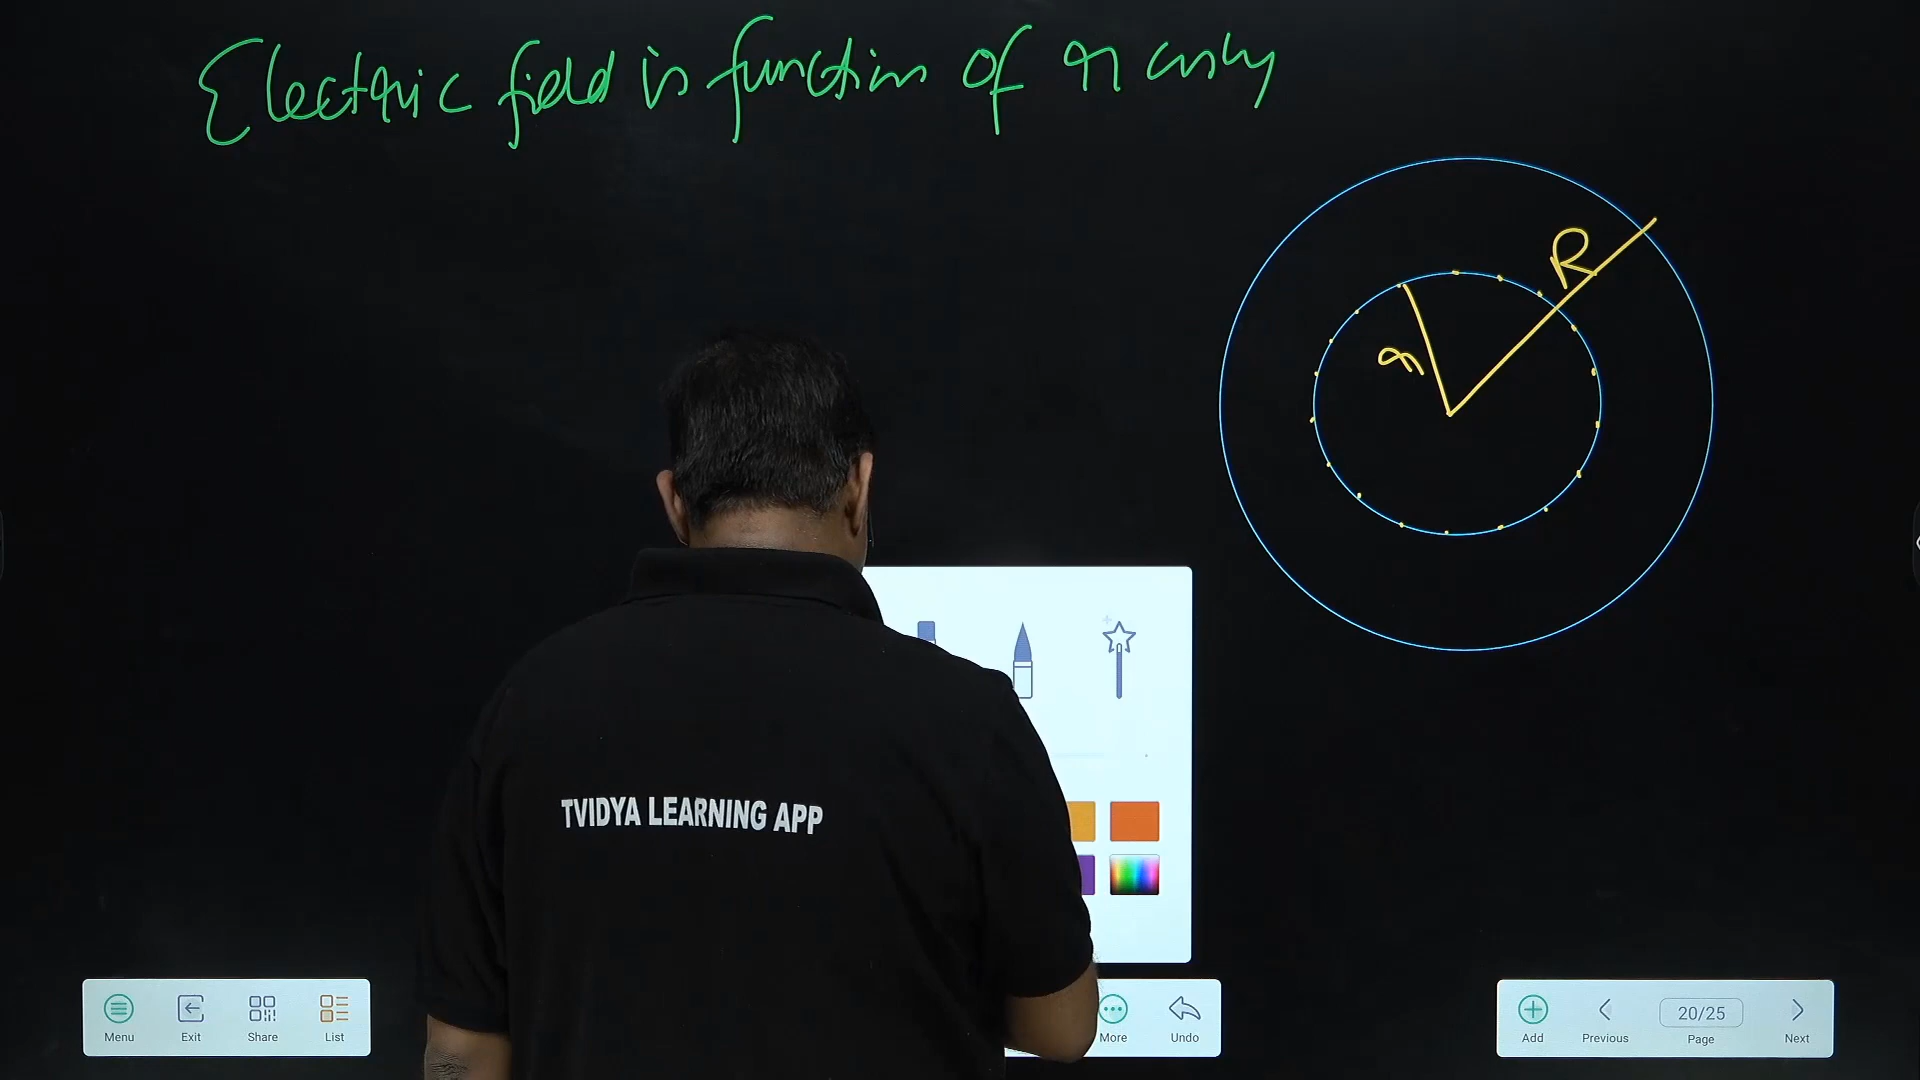 Electric field is function of r only
R
r
TVIDYA LEARNING APP
Menu
Exit
Share
List
More
Undo
Add
Previous
20/25
Page
Next